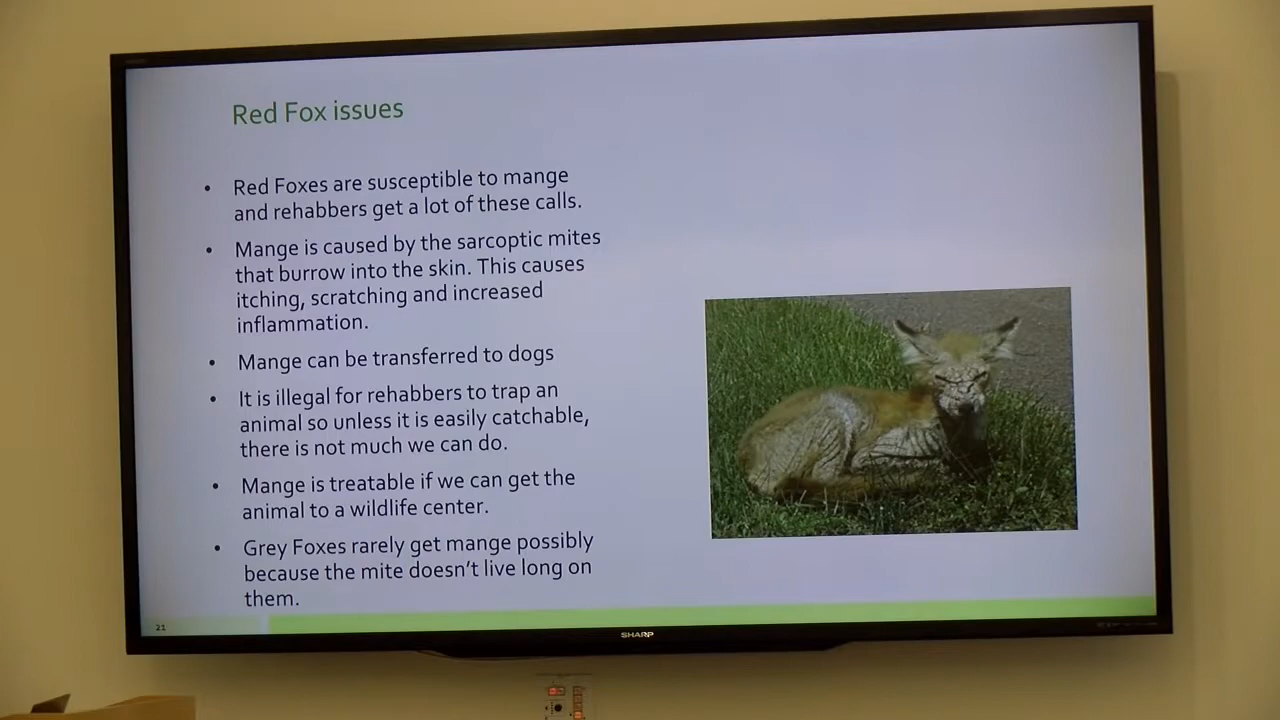 Red Fox issues
• Red Foxes are susceptible to mange
and rehabbers get a lot of these calls.
• Mange is caused by the sarcoptic mites
that burrow into the skin. This causes
itching, scratching and increased
inflammation.
• Mange can be transferred to dogs
• It is illegal for rehabbers to trap an
animal so unless it is easily catchable,
there is not much we can do.
• Mange is treatable if we can get the
animal to a wildlife center.
• Grey Foxes rarely get mange possibly
because the mite doesn't live long on
them.
21
SHARP